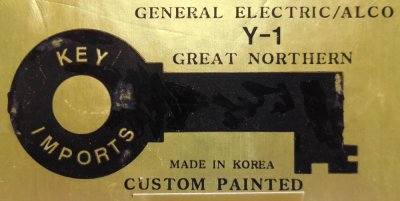 GENERAL ELECTRIC/ALCO
Y-1
GREAT NORTHERN
KEY
IMPORTS
MADE IN KOREA
CUSTOM PAINTED